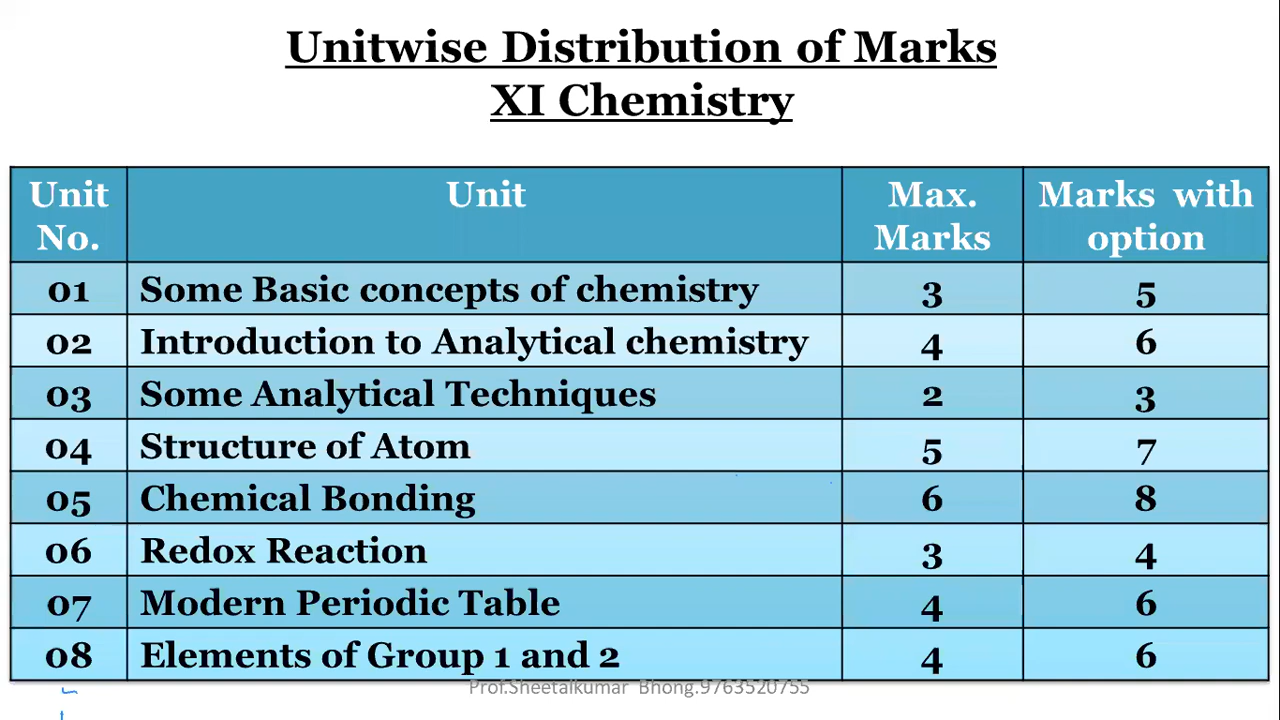 Unitwise Distribution of Marks
XI Chemistry
Unit No. Unit Max. Marks Marks with option
01 Some Basic concepts of chemistry 3 5
02 Introduction to Analytical chemistry 4 6
03 Some Analytical Techniques 2 3
04 Structure of Atom 5 7
05 Chemical Bonding 6 8
06 Redox Reaction 3 4
07 Modern Periodic Table 4 6
08 Elements of Group 1 and 2 4 6
Prof.Sheetalkumar Bhong.9763520755